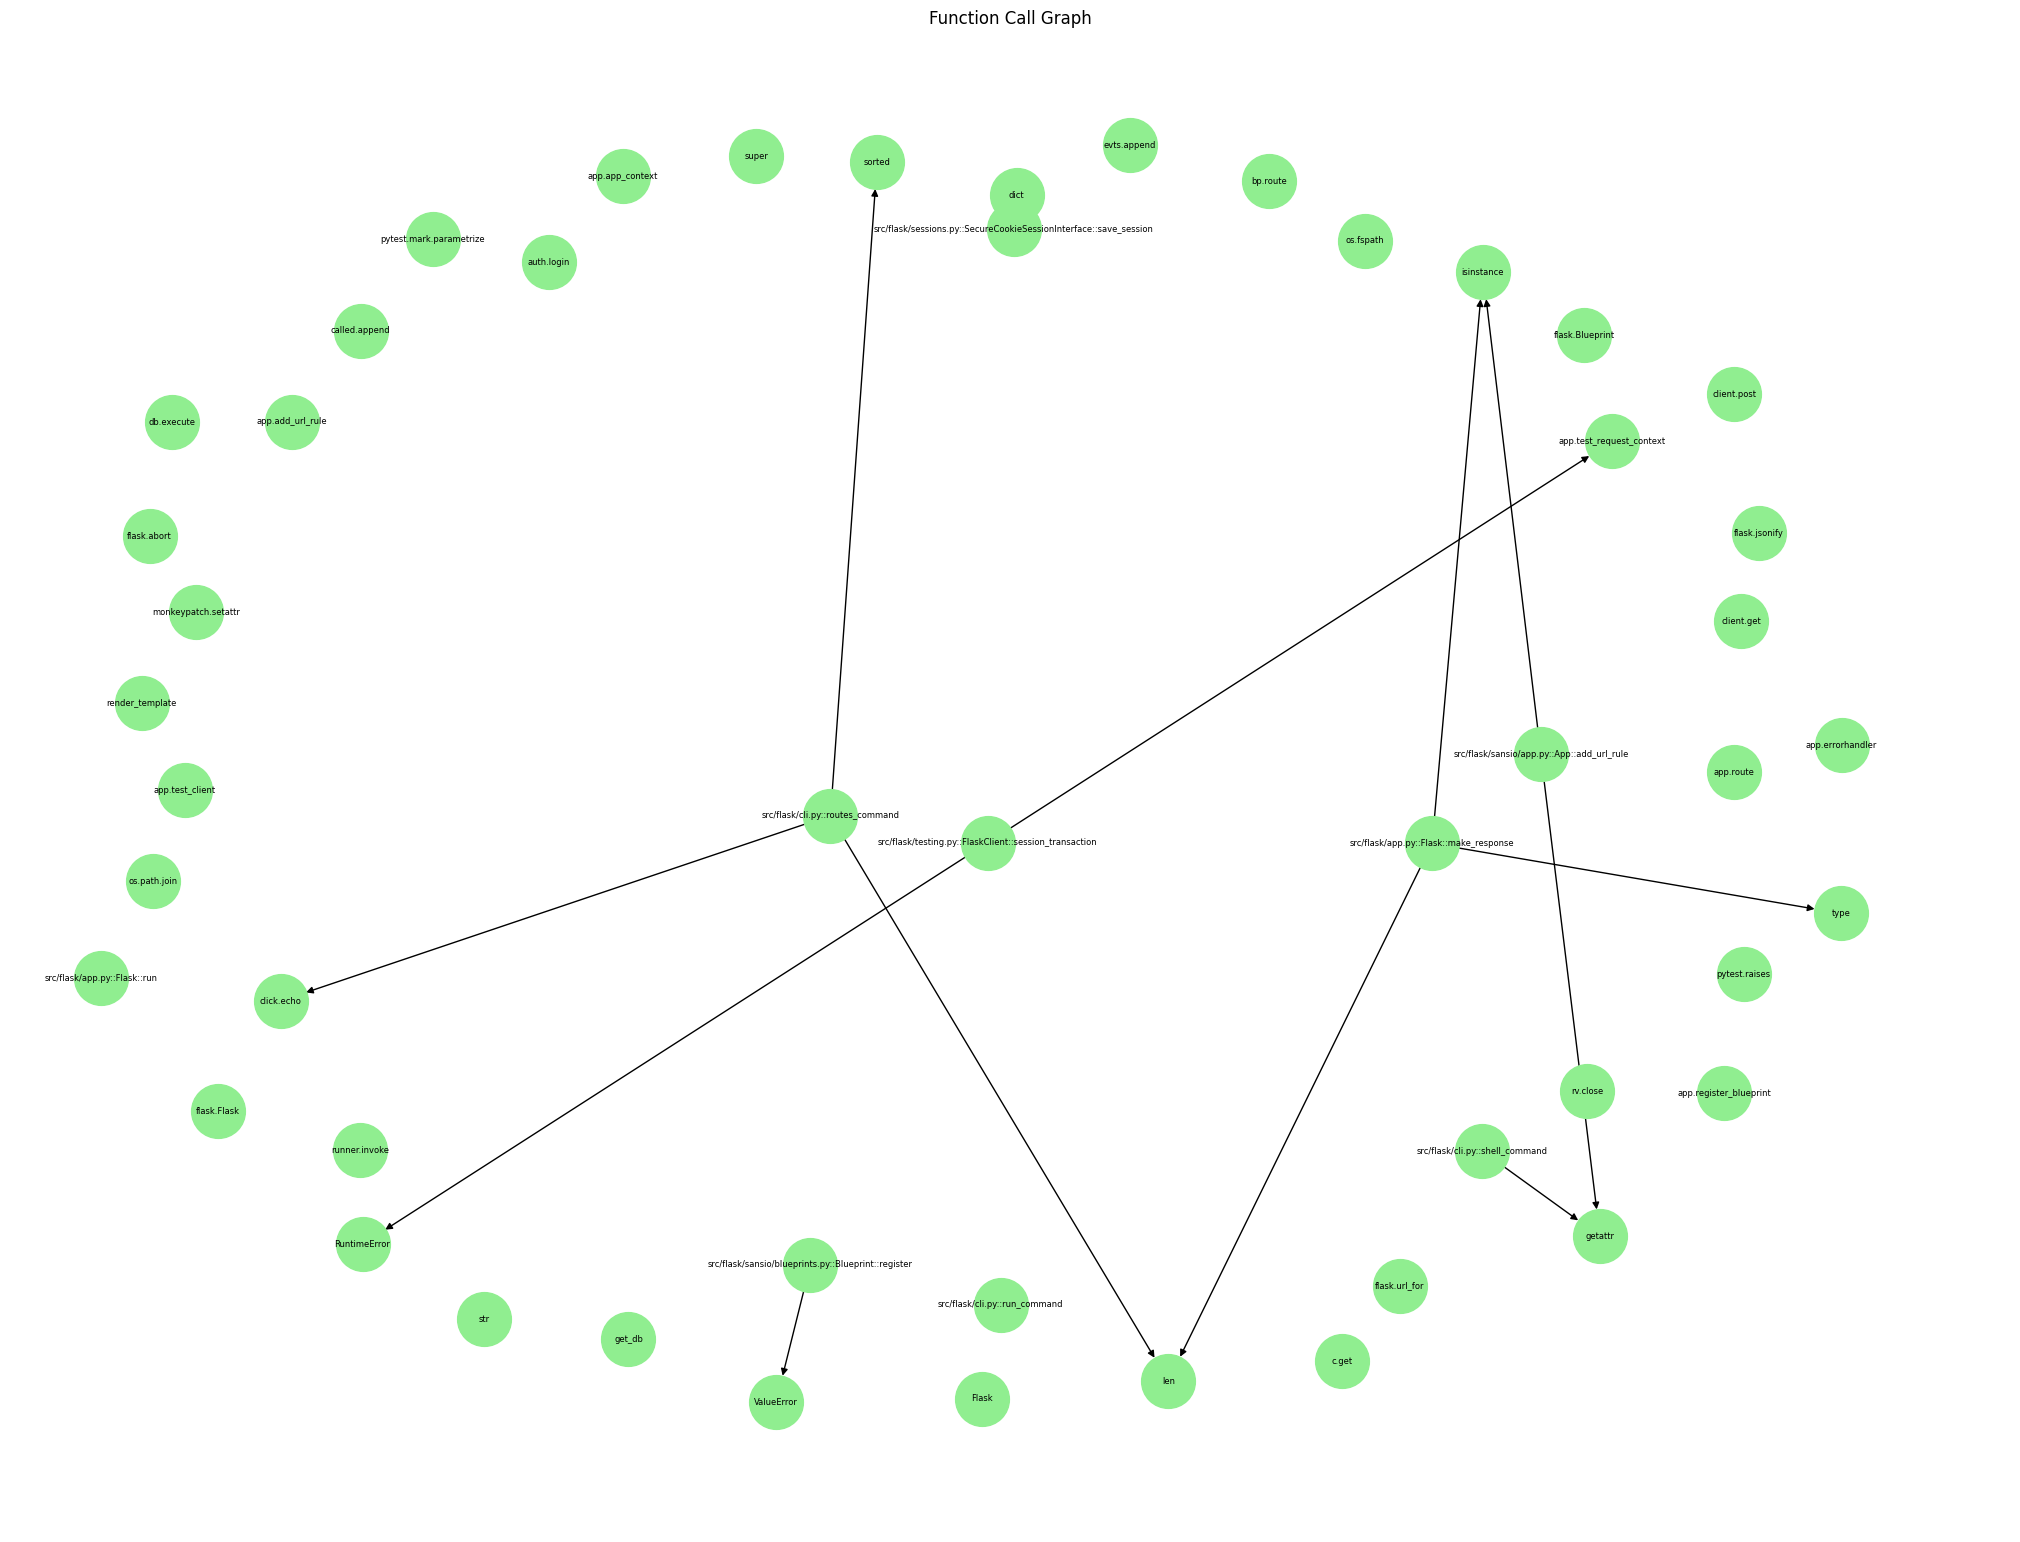 Function Call Graph
evts.append
super
sorted
app.app_context
bp.route
dict
src/flask/sessions.py::SecureCookieSessionInterface::save_session
pytest.mark.parametrize
os.fspath
auth.login
isinstance
called.append
flask.Blueprint
client.post
db.execute
app.add_url_rule
app.test_request_context
flask.abort
flask.jsonify
monkeypatch.setattr
client.get
render_template
app.errorhandler
src/flask/sansio/app.py::App::add_url_rule
app.route
app.test_client
src/flask/cli.py::routes_command
src/flask/testing.py::FlaskClient::session_transaction
src/flask/app.py::Flask::make_response
os.path.join
type
src/flask/app.py::Flask::run
pytest.raises
click.echo
rv.close
app.register_blueprint
flask.Flask
runner.invoke
src/flask/cli.py::shell_command
getattr
RuntimeError
src/flask/sansio/blueprints.py::Blueprint::register
flask.url_for
src/flask/cli.py::run_command
str
get_db
c.get
len
ValueError
Flask